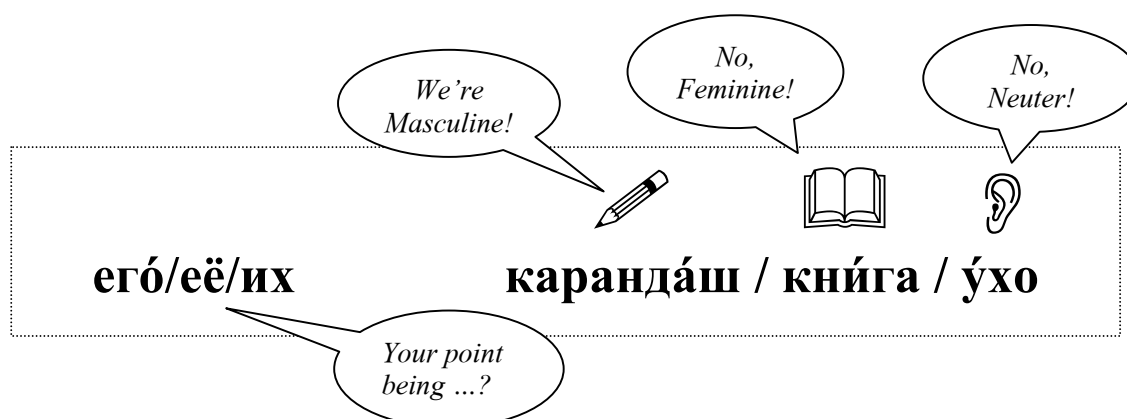 We’re
Masculine!
No,
Feminine!
No,
Neuter!
его́/её/их
каранда́ш / кни́га / у́хо
Your point
being ...?